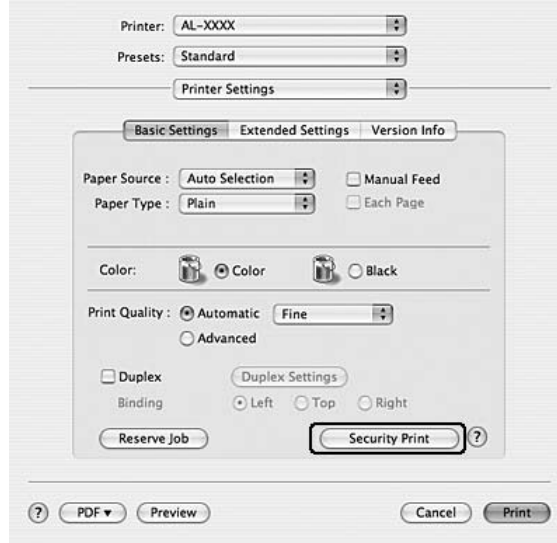 Printer: AL-XXXX
Presets: Standard
Printer Settings
Basic Settings Extended Settings Version Info
Paper Source : Auto Selection Manual Feed
Paper Type : Plain Each Page
Color: Color Black
Print Quality : Automatic Fine
Advanced
Duplex Duplex Settings
Binding Left Top Right
Reserve Job Security Print ?
? PDF ▾ Preview Cancel Print